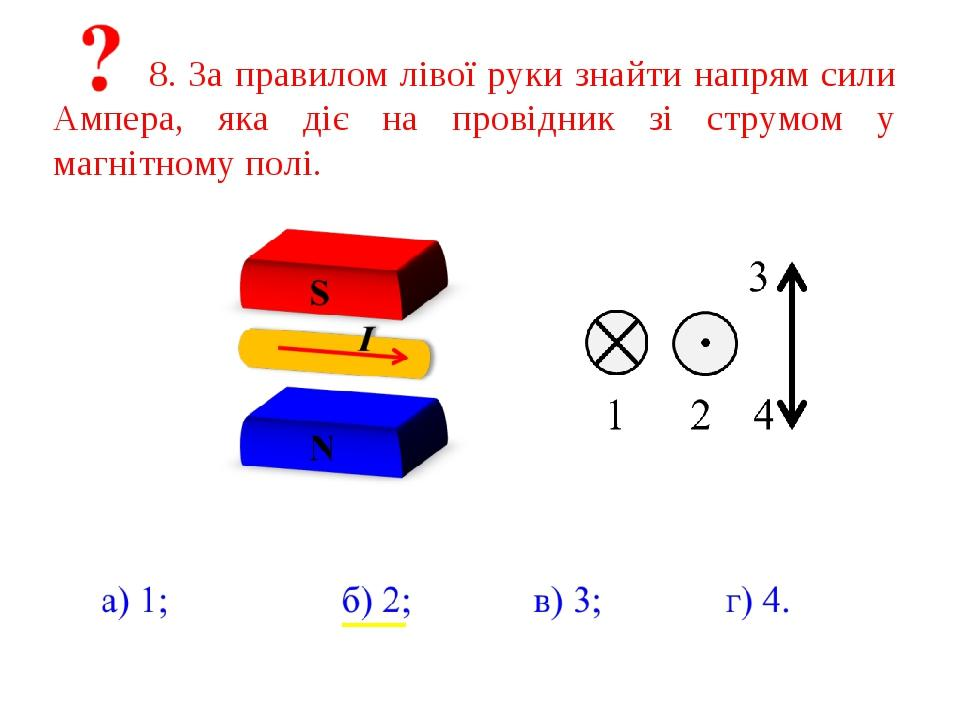 ? 8. За правилом лівої руки знайти напрям сили
Ампера, яка діє на провідник зі струмом у
магнітному полі.
S
I
N
3
1 2 4
а) 1; б) 2; в) 3; г) 4.